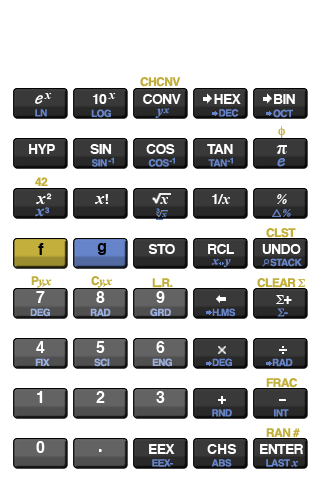 CHCNV
eˣ 10ˣ CONV ➔HEX ➔BIN
LN LOG yˣ ➔DEC ➔OCT
ϕ
HYP SIN COS TAN π
SIN⁻¹ COS⁻¹ TAN⁻¹ e
42
x² x! √x 1/x %
x³ ∛x Δ%
CLST
f g STO RCL UNDO
x↔y ⌕STACK
Py,x Cy,x L.R. CLEAR Σ
7 8 9 ⬅ Σ+
DEG RAD GRD ➔H.MS Σ-
4 5 6 × ÷
FIX SCI ENG ➔DEG ➔RAD
FRAC
1 2 3 + −
RND INT
RAN #
0 . EEX CHS ENTER
EEX- ABS LAST x